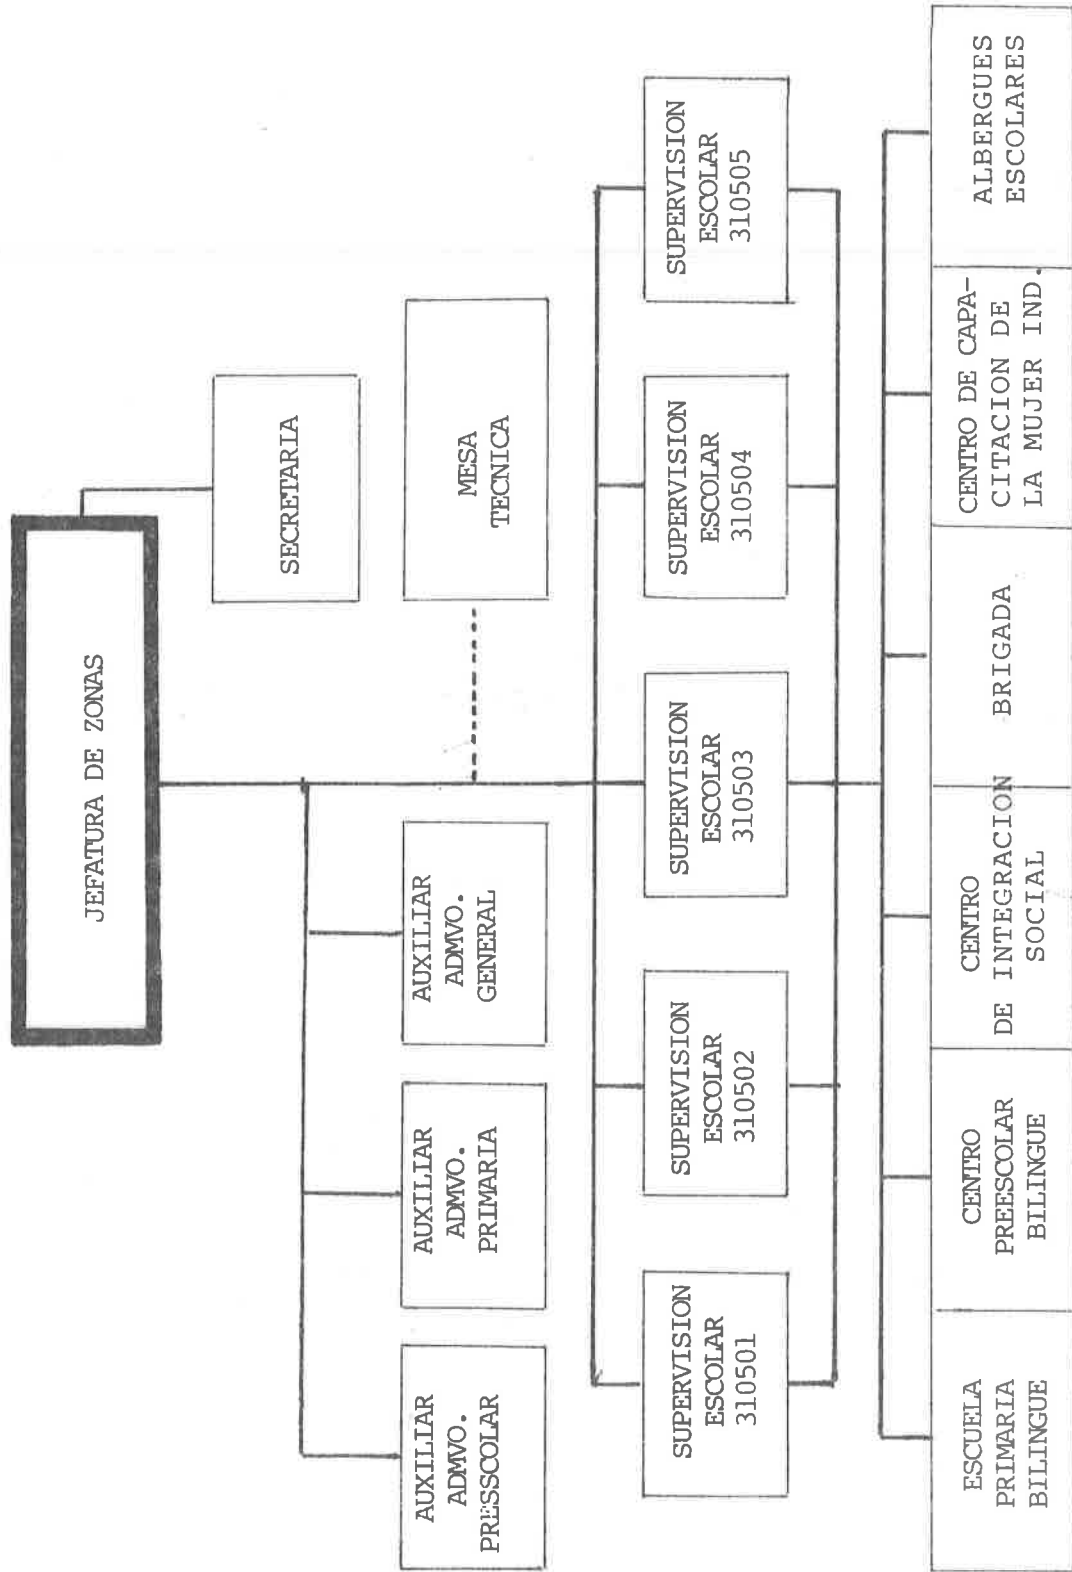 JEFATURA DE ZONAS
SECRETARIA
AUXILIAR
ADMVO.
PRESSCOLAR
AUXILIAR
ADMVO.
PRIMARIA
AUXILIAR
ADMVO.
GENERAL
MESA
TECNICA
SUPERVISION
ESCOLAR
310501
SUPERVISION
ESCOLAR
310502
SUPERVISION
ESCOLAR
310503
SUPERVISION
ESCOLAR
310504
SUPERVISION
ESCOLAR
310505
ESCUELA
PRIMARIA
BILINGUE
CENTRO
PREESCOLAR
BILINGUE
CENTRO
DE INTEGRACION
SOCIAL
BRIGADA
CENTRO DE CAPA-
CITACION DE
LA MUJER IND.
ALBERGUES
ESCOLARES